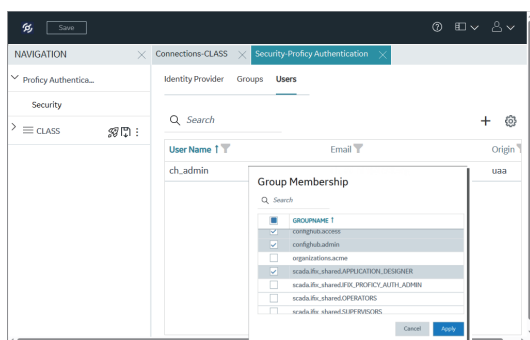 Save
NAVIGATION
Connections-CLASS
Security-Proficy Authentication
Proficy Authentica...
Identity Provider Groups Users
Security
CLASS
Search
User Name Email Origin
ch_admin uaa
Group Membership
Search
GROUPNAME
confighub.access
confighub.admin
organizations.acme
scada.ifix_shared.APPLICATION_DESIGNER
scada.ifix_shared.IFIX_PROFICY_AUTH_ADMIN
scada.ifix_shared.OPERATORS
scada.ifix_shared.SUPERVISORS
Cancel Apply